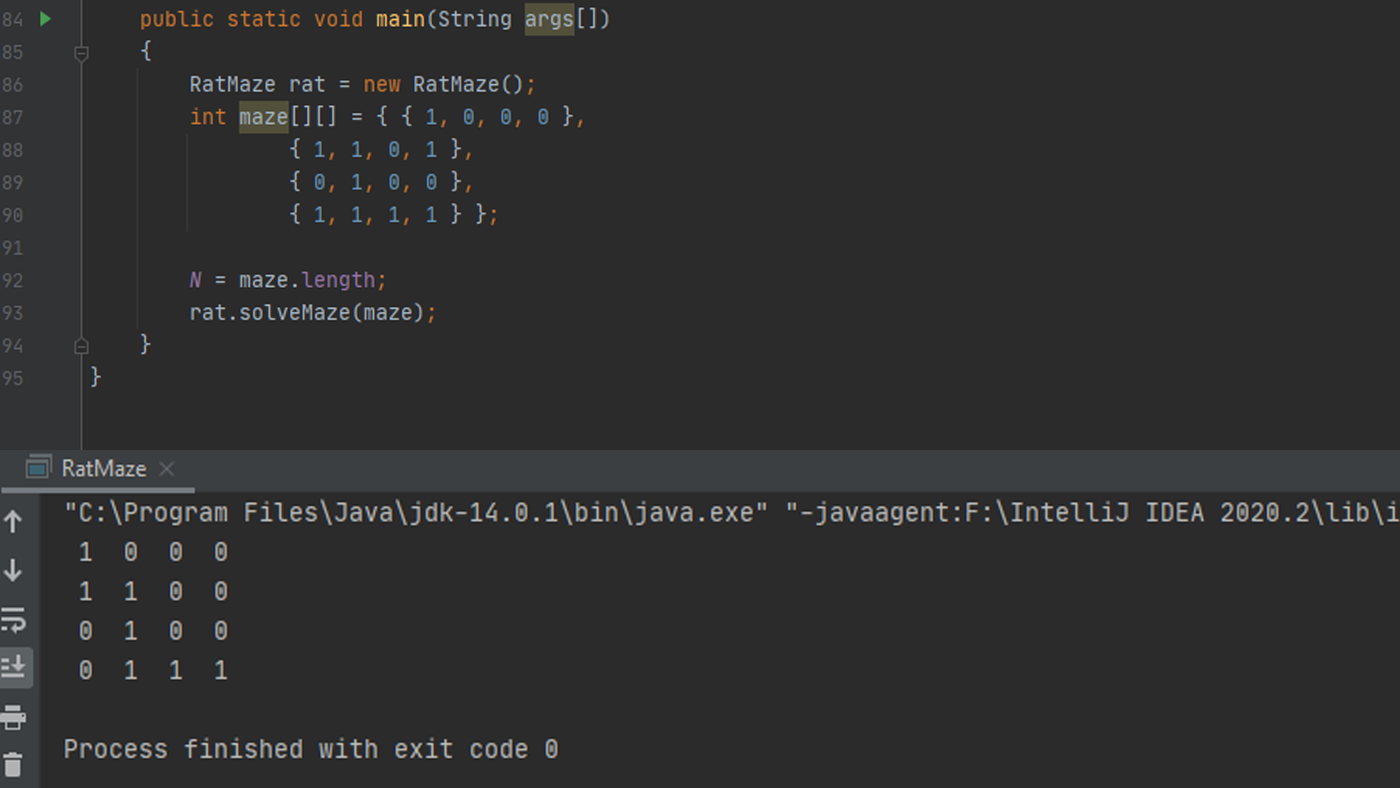 84 public static void main(String args[])
85 {
86 RatMaze rat = new RatMaze();
87 int maze[][] = { { 1, 0, 0, 0 },
88 { 1, 1, 0, 1 },
89 { 0, 1, 0, 0 },
90 { 1, 1, 1, 1 } };
91
92 N = maze.length;
93 rat.solveMaze(maze);
94 }
95 }
RatMaze
"C:\Program Files\Java\jdk-14.0.1\bin\java.exe" "-javaagent:F:\IntelliJ IDEA 2020.2\lib\i
1 0 0 0
1 1 0 0
0 1 0 0
0 1 1 1
Process finished with exit code 0